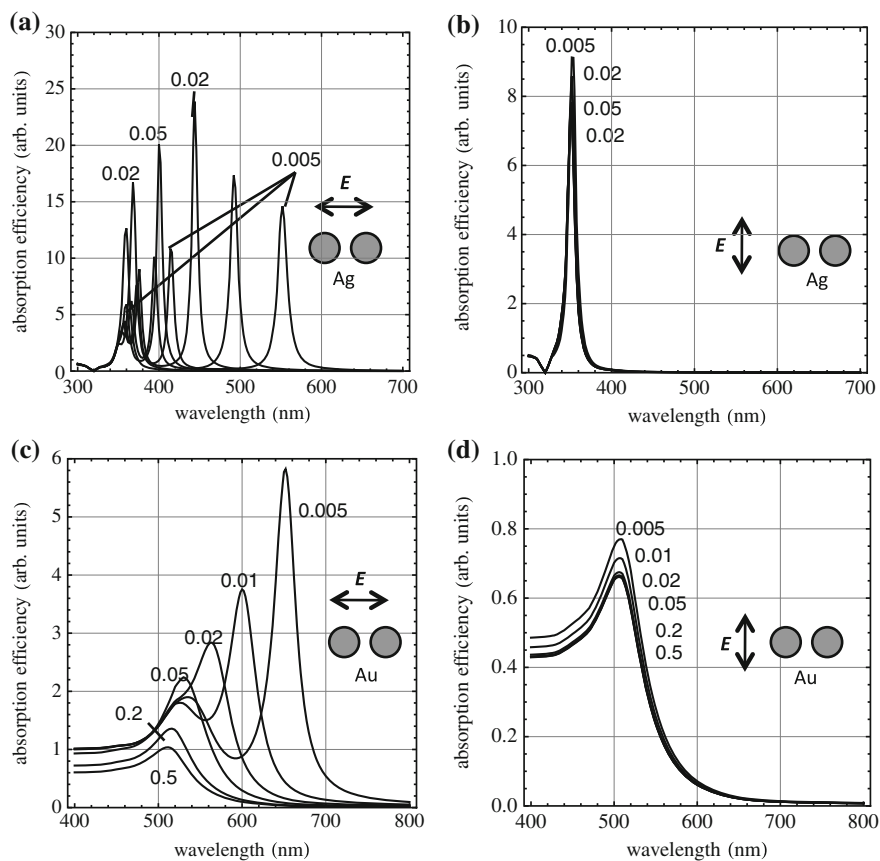 (a)
30
25
20
15
10
5
0
absorption efficiency (arb. units)
0.02
0.05
0.02
0.005
E
Ag
300 400 500 600 700
wavelength (nm)
(b)
10
8
6
4
2
0
absorption efficiency (arb. units)
0.005
0.02
0.05
0.02
E
Ag
300 400 500 600 700
wavelength (nm)
(c)
6
5
4
3
2
1
0
absorption efficiency (arb. units)
0.005
0.01
0.02
0.05
0.2
0.5
E
Au
400 500 600 700 800
wavelength (nm)
(d)
1.0
0.8
0.6
0.4
0.2
0.0
absorption efficiency (arb. units)
0.005
0.01
0.02
0.05
0.2
0.5
E
Au
400 500 600 700 800
wavelength (nm)